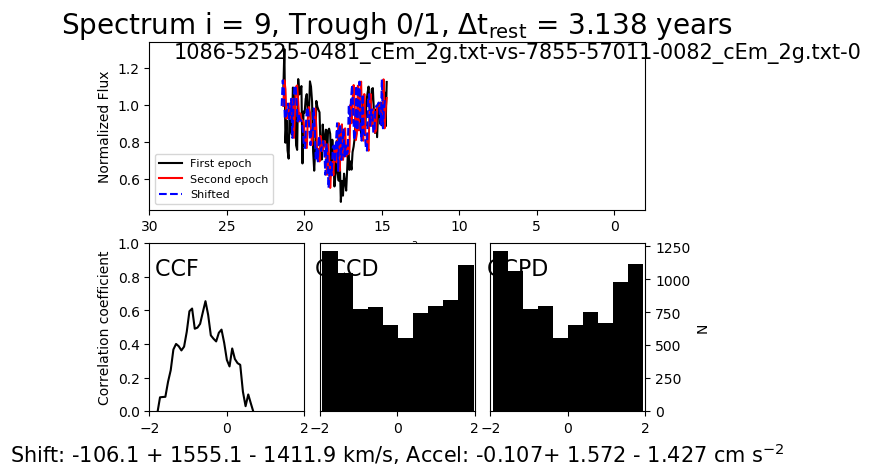 Spectrum i = 9, Trough 0/1, Δt_rest = 3.138 years
1086-52525-0481_cEm_2g.txt-vs-7855-57011-0082_cEm_2g.txt-0
Normalized Flux
1.2
1.0
0.8
0.6
First epoch
Second epoch
Shifted
30 25 20 15 10 5 0
Correlation coefficient
1.0
0.8
0.6
0.4
0.2
0.0
CCF
CCCD
CCPD
1250
1000
750
500
250
0
N
−2 0 2
−2 0 2
−2 0 2
Shift: -106.1 + 1555.1 - 1411.9 km/s, Accel: -0.107+ 1.572 - 1.427 cm s⁻²